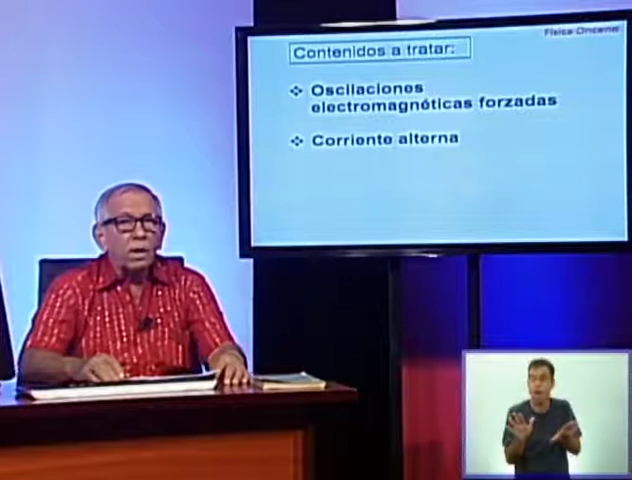 Física Onceno
Contenidos a tratar:
❖ Oscilaciones
electromagnéticas forzadas
❖ Corriente alterna